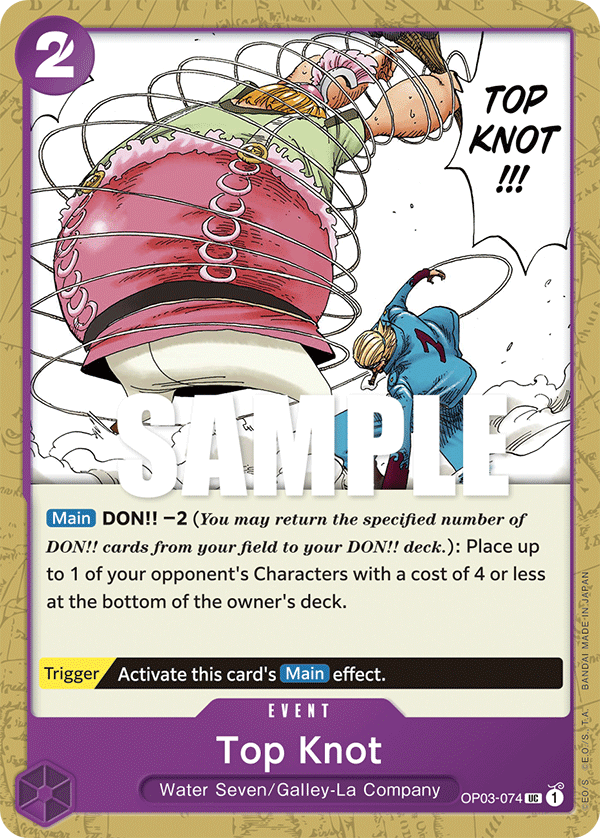 2
TOP
KNOT
!!!
SAMPLE
Main DON!! −2 (You may return the specified number of
DON!! cards from your field to your DON!! deck.): Place up
to 1 of your opponent's Characters with a cost of 4 or less
at the bottom of the owner's deck.
Trigger Activate this card's Main effect.
EVENT
Top Knot
Water Seven/Galley-La Company
OP03-074 UC 1
©E.O./S., T.A. BANDAI MADE IN JAPAN